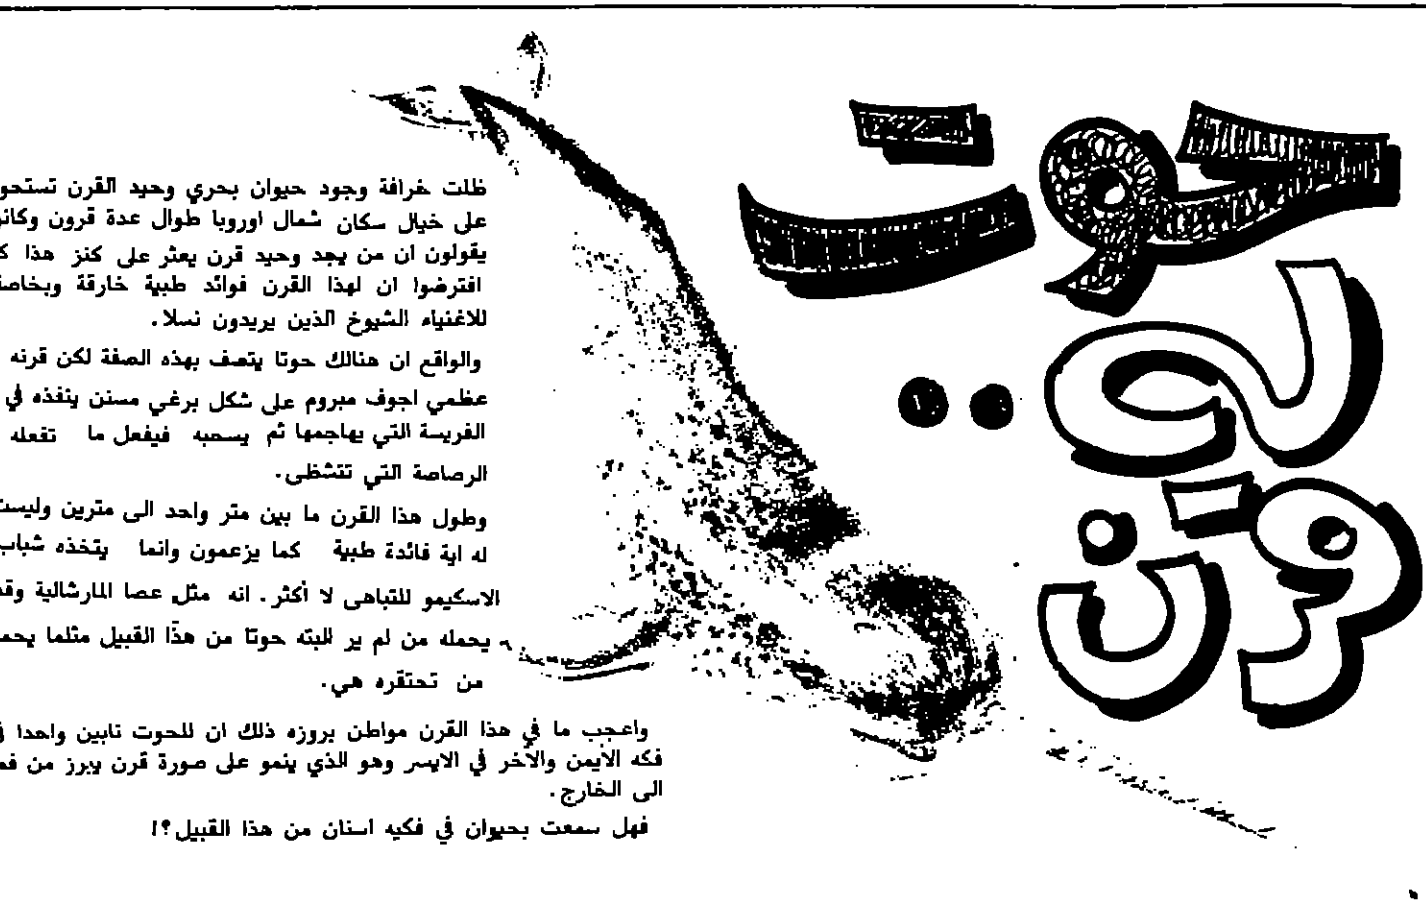 حوت
له ..
قرن
ظلت خرافة وجود حيوان بحري وحيد القرن تستحو
على خيال سكان شمال اوروبا طوال عدة قرون وكانو
يقولون ان من يجد وحيد قرن يعثر على كنز هذا ك
افترضوا ان لهذا القرن فوائد طبية خارقة وبخاصة
للاغنياء الشيوخ الذين يريدون نسلا.
والواقع ان هنالك حوتا يتصف بهذه الصفة لكن قرنه
عظمي اجوف مبروم على شكل برغي مسنن ينفذه في
الفريسة التي يهاجمها ثم يسحبه فيفعل ما تفعله
الرصاصة التي تتشظى.
وطول هذا القرن ما بين متر واحد الى مترين وليست
له اية فائدة طبية كما يزعمون وانما يتخذه شباب
الاسكيمو للتباهى لا أكثر. انه مثل عصا المارشالية وقد
يحمله من لم ير البته حوتا من هذا القبيل مثلما يحمل
من تحتقره هي.
واعجب ما في هذا القرن مواطن بروزه ذلك ان للحوت نابين واحدا في
فكه الايمن والآخر في الايسر وهو الذي ينمو على صورة قرن يبرز من فمه
الى الخارج.
فهل سمعت بحيوان في فكيه اسنان من هذا القبيل؟!